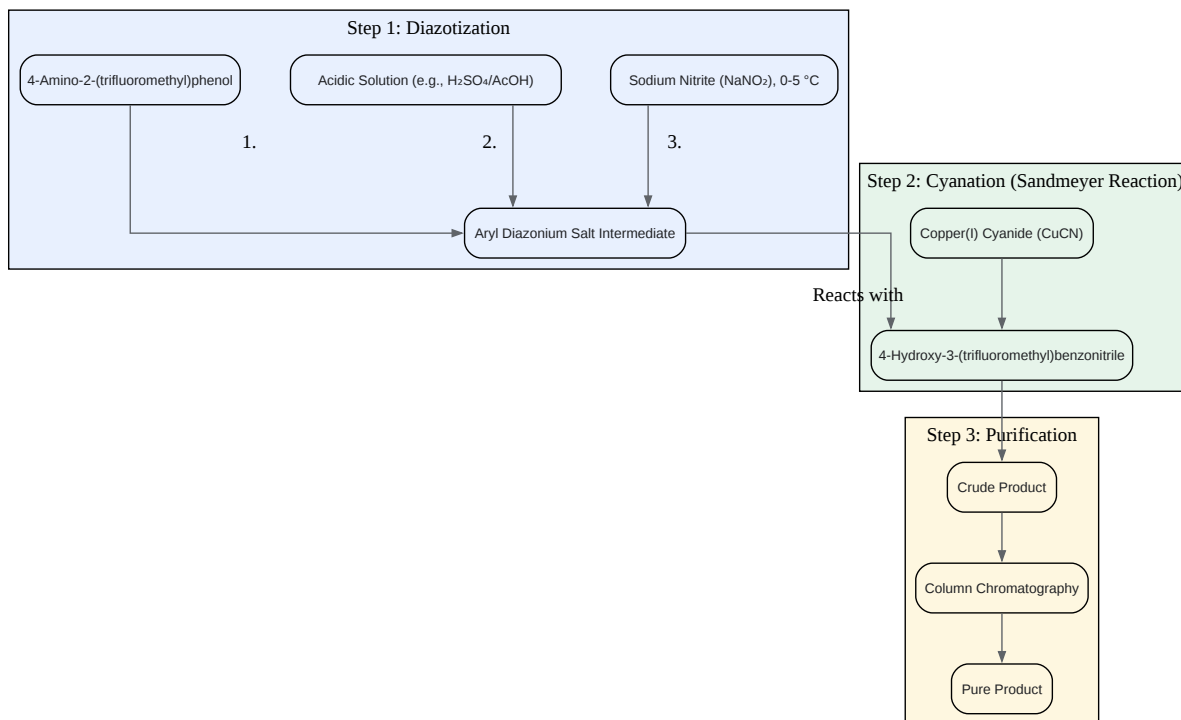 Step 1: Diazotization
4-Amino-2-(trifluoromethyl)phenol
Acidic Solution (e.g., H₂SO₄/AcOH)
Sodium Nitrite (NaNO₂), 0-5 °C
1.
2.
3.
Aryl Diazonium Salt Intermediate
Step 2: Cyanation (Sandmeyer Reaction)
Copper(I) Cyanide (CuCN)
Reacts with
4-Hydroxy-3-(trifluoromethyl)benzonitrile
Step 3: Purification
Crude Product
Column Chromatography
Pure Product